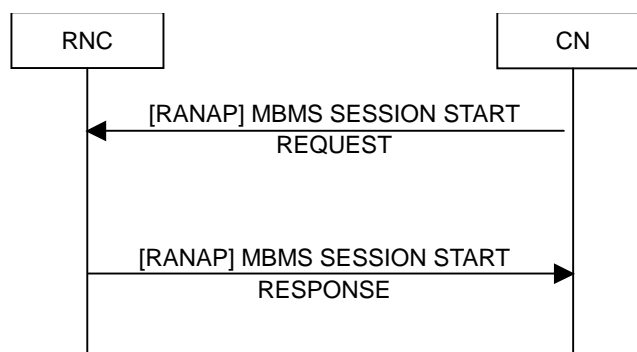 RNC
CN
[RANAP] MBMS SESSION START
REQUEST
[RANAP] MBMS SESSION START
RESPONSE